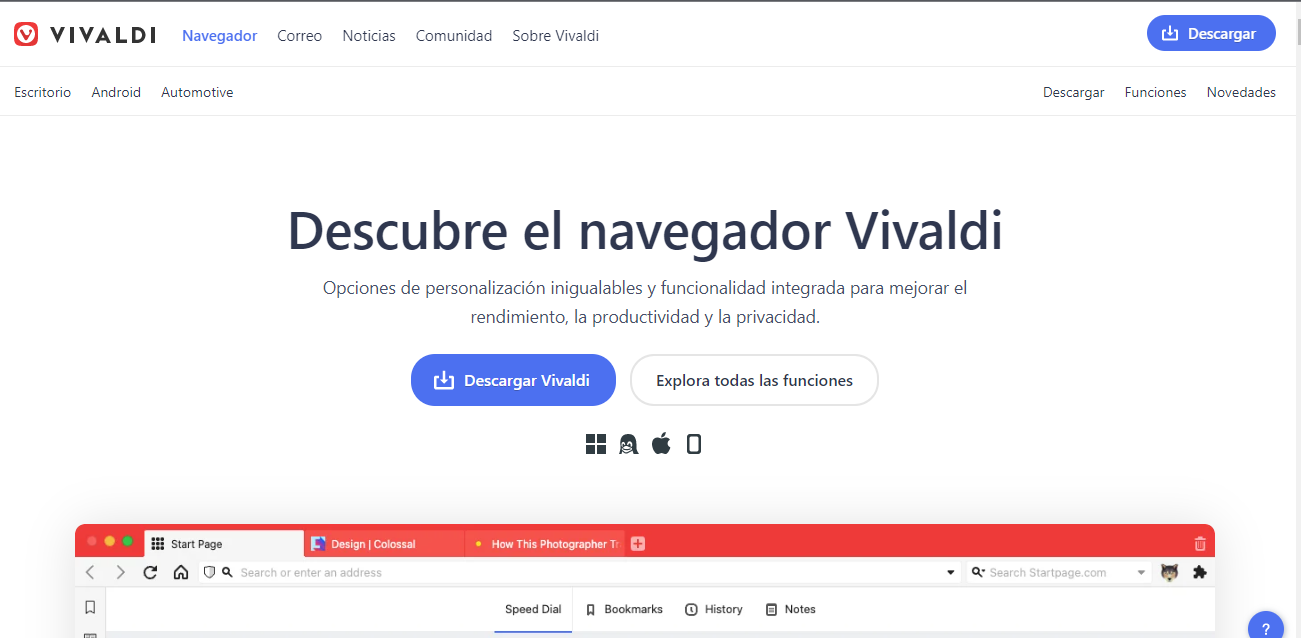 VIVALDI Navegador Correo Noticias Comunidad Sobre Vivaldi Descargar
Escritorio Android Automotive Descargar Funciones Novedades
Descubre el navegador Vivaldi
Opciones de personalización inigualables y funcionalidad integrada para mejorar el
rendimiento, la productividad y la privacidad.
Descargar Vivaldi Explora todas las funciones
Start Page Design | Colossal How This Photographer
Search or enter an address Search Startpage.com
Speed Dial Bookmarks History Notes
?